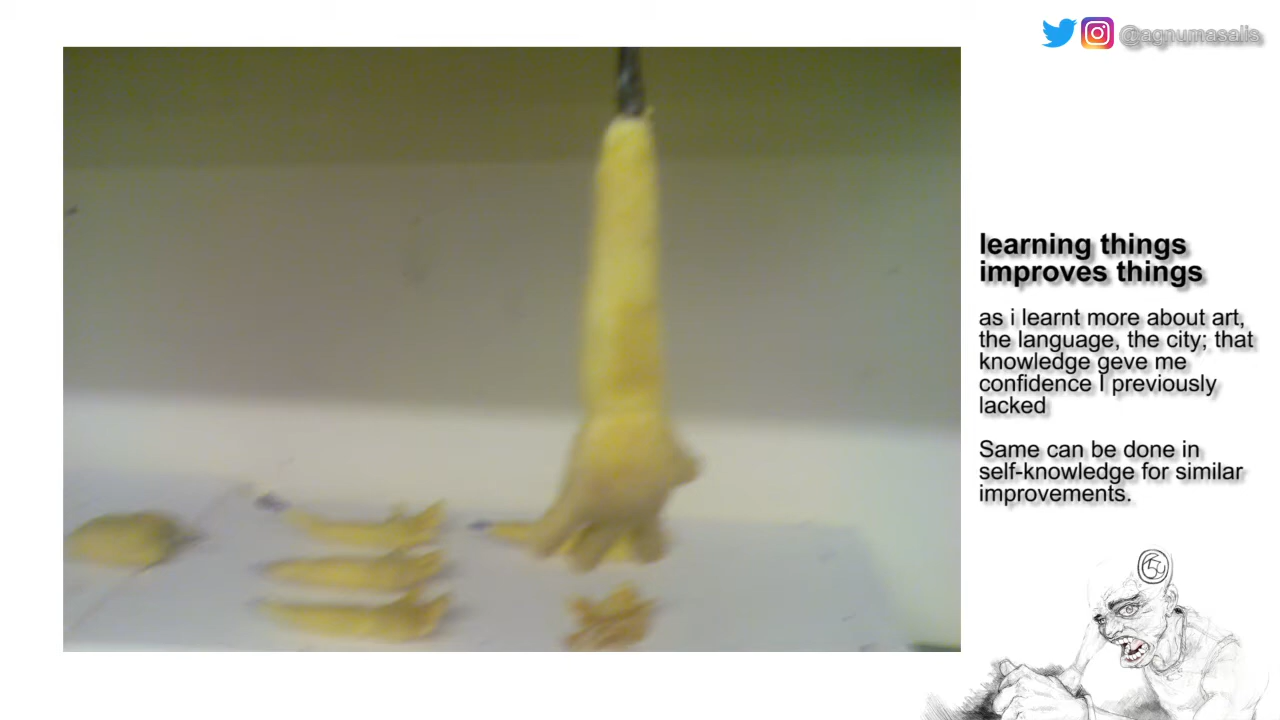 @agnumasails
learning things
improves things
as i learnt more about art,
the language, the city; that
knowledge geve me
confidence I previously
lacked
Same can be done in
self-knowledge for similar
improvements.